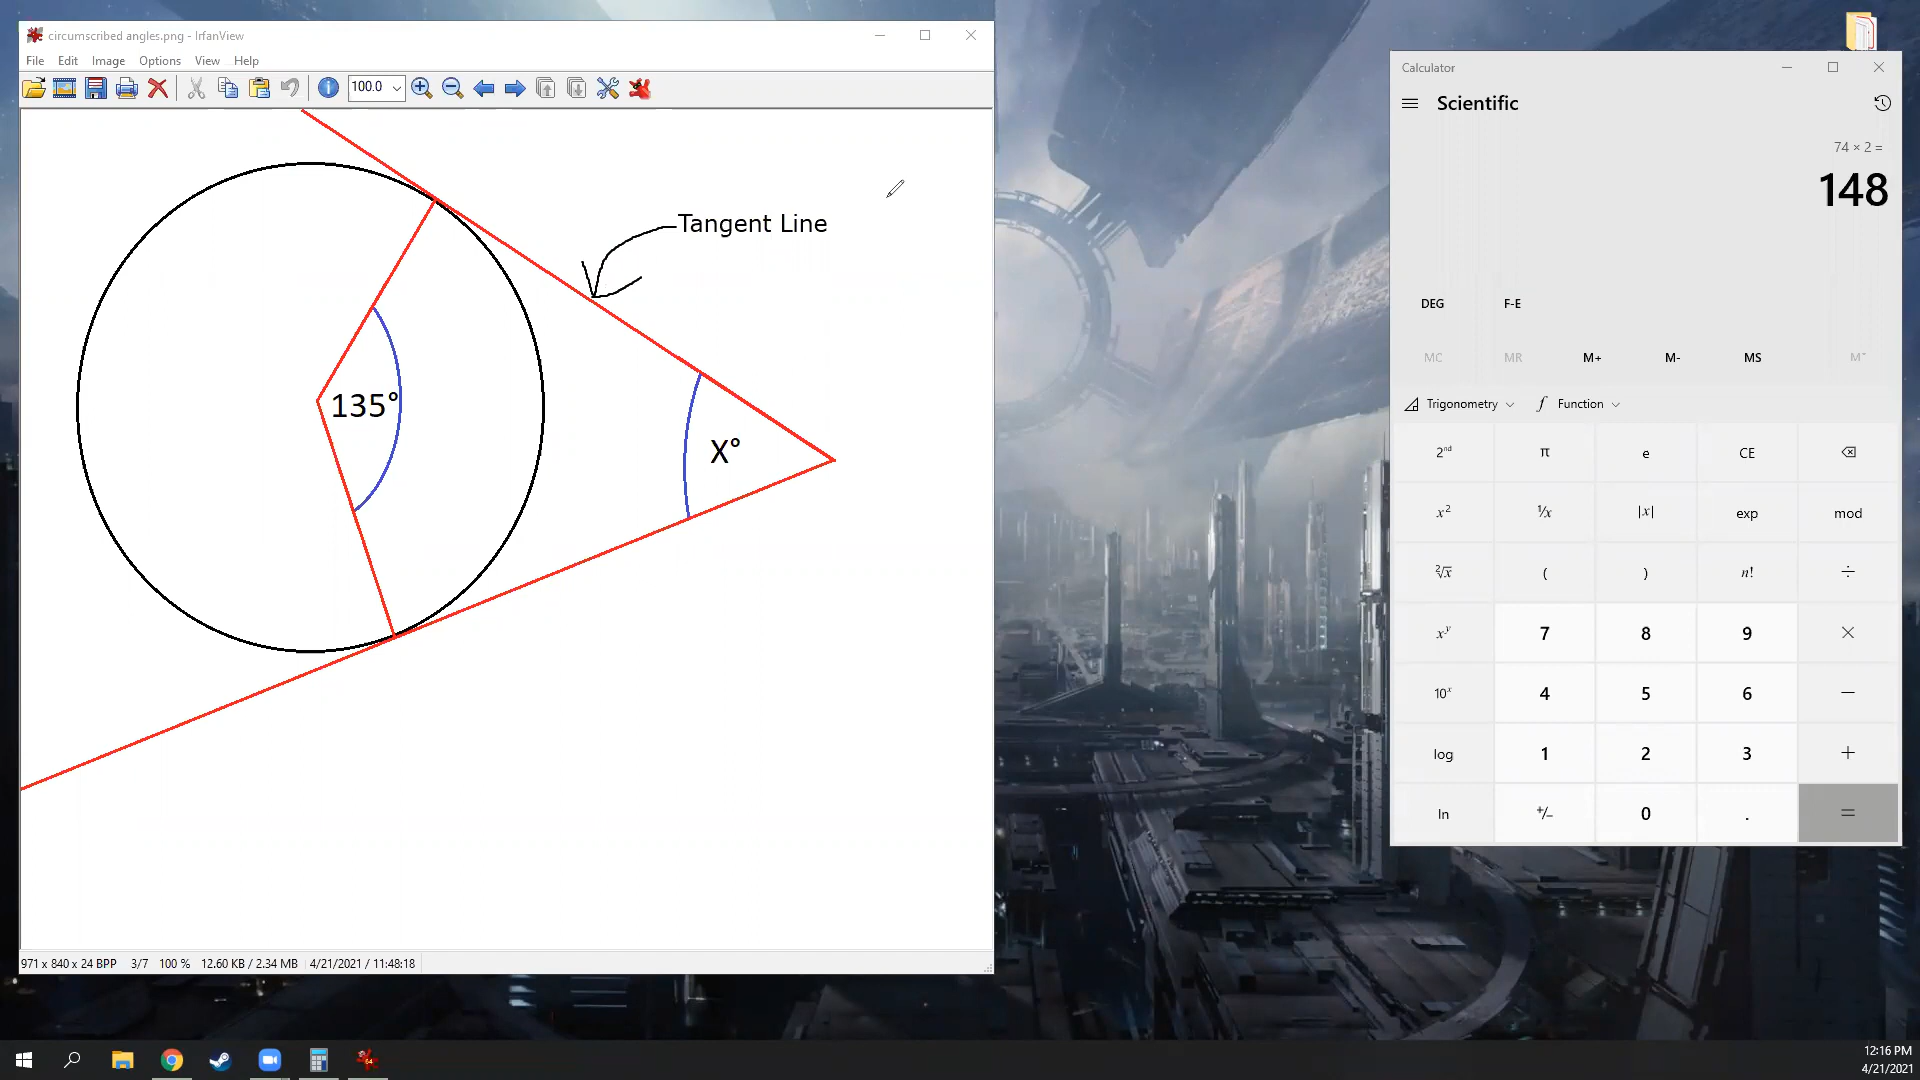 circumscribed angles.png - IrfanView
File Edit Image Options View Help
100.0
Tangent Line
135°
X°
971 x 840 x 24 BPP 3/7 100 % 12.60 KB / 2.34 MB 4/21/2021 / 11:48:18
Calculator
Scientific
74 × 2 =
148
DEG F-E
MC MR M+ M- MS M˅
Trigonometry f Function
2ⁿᵈ π e CE
x² ¹/x |x| exp mod
²√x ( ) n! ÷
xʸ 7 8 9 ×
10ˣ 4 5 6 −
log 1 2 3 +
ln +/− 0 . =
12:16 PM
4/21/2021